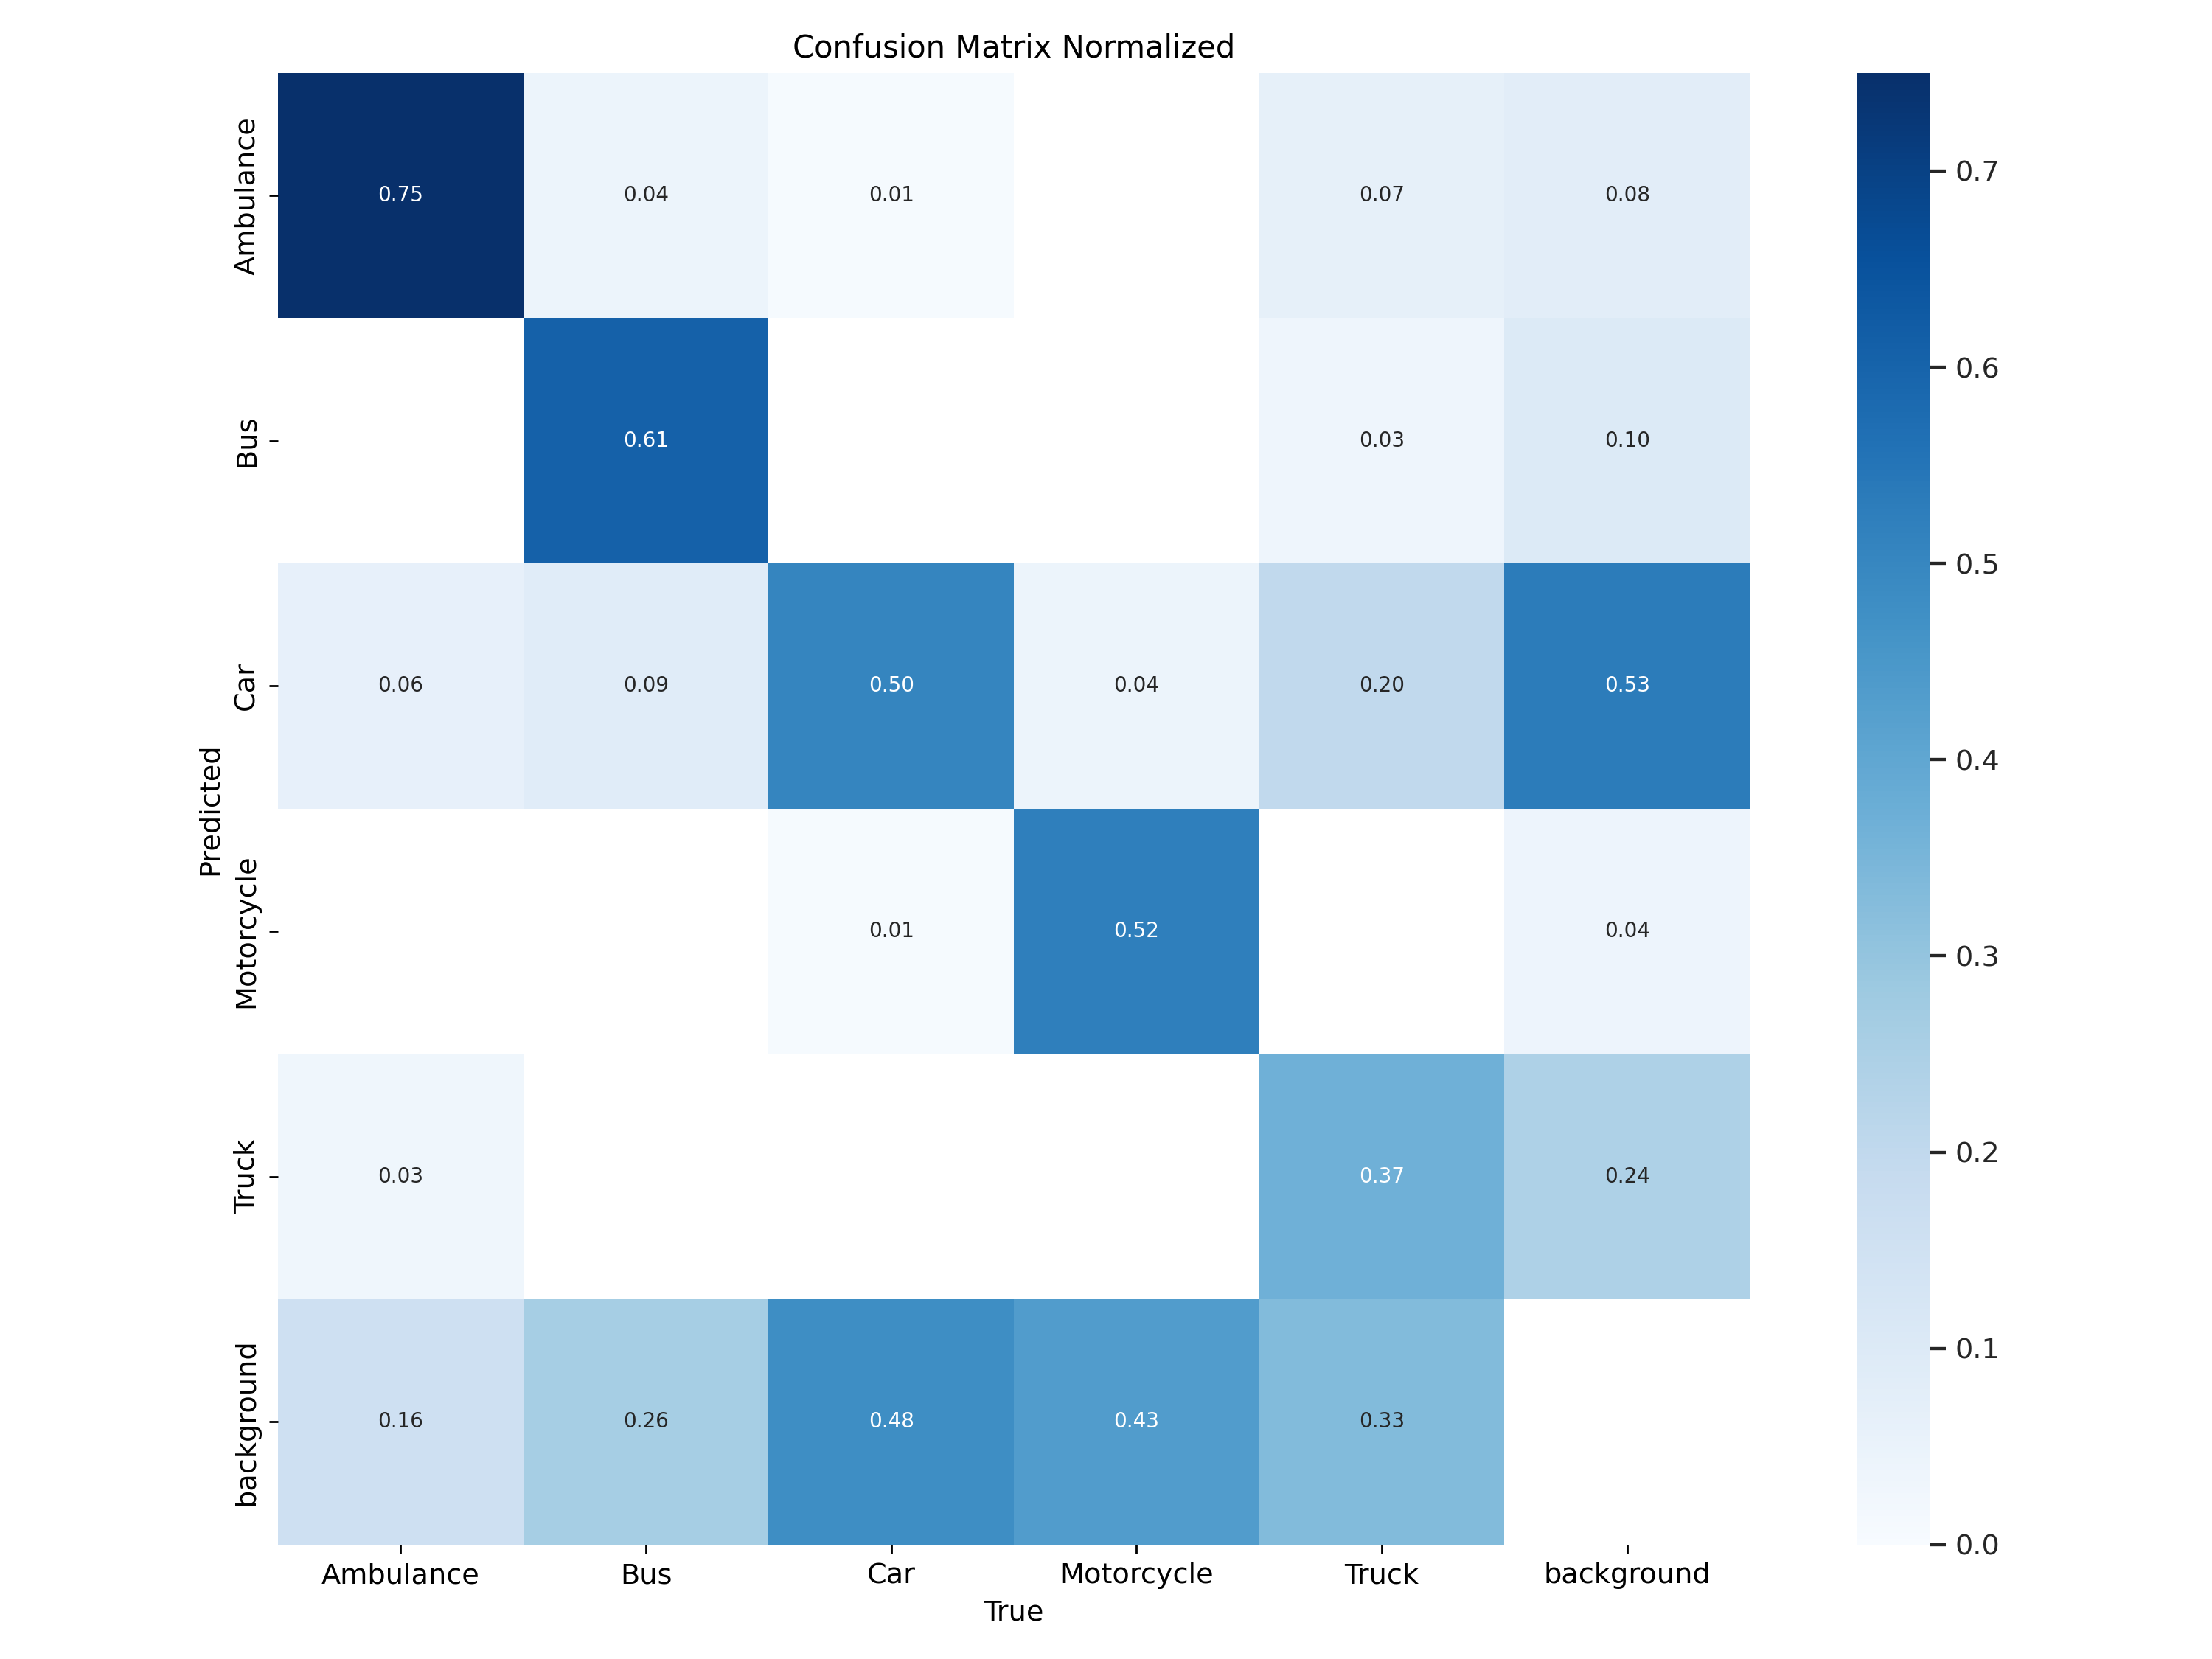 Confusion Matrix Normalized
Ambulance 0.75 0.04 0.01 0.07 0.08
Bus 0.61 0.03 0.10
Car 0.06 0.09 0.50 0.04 0.20 0.53
Motorcycle 0.01 0.52 0.04
Truck 0.03 0.37 0.24
background 0.16 0.26 0.48 0.43 0.33
Predicted
Ambulance Bus Car Motorcycle Truck background
True
0.7
0.6
0.5
0.4
0.3
0.2
0.1
0.0